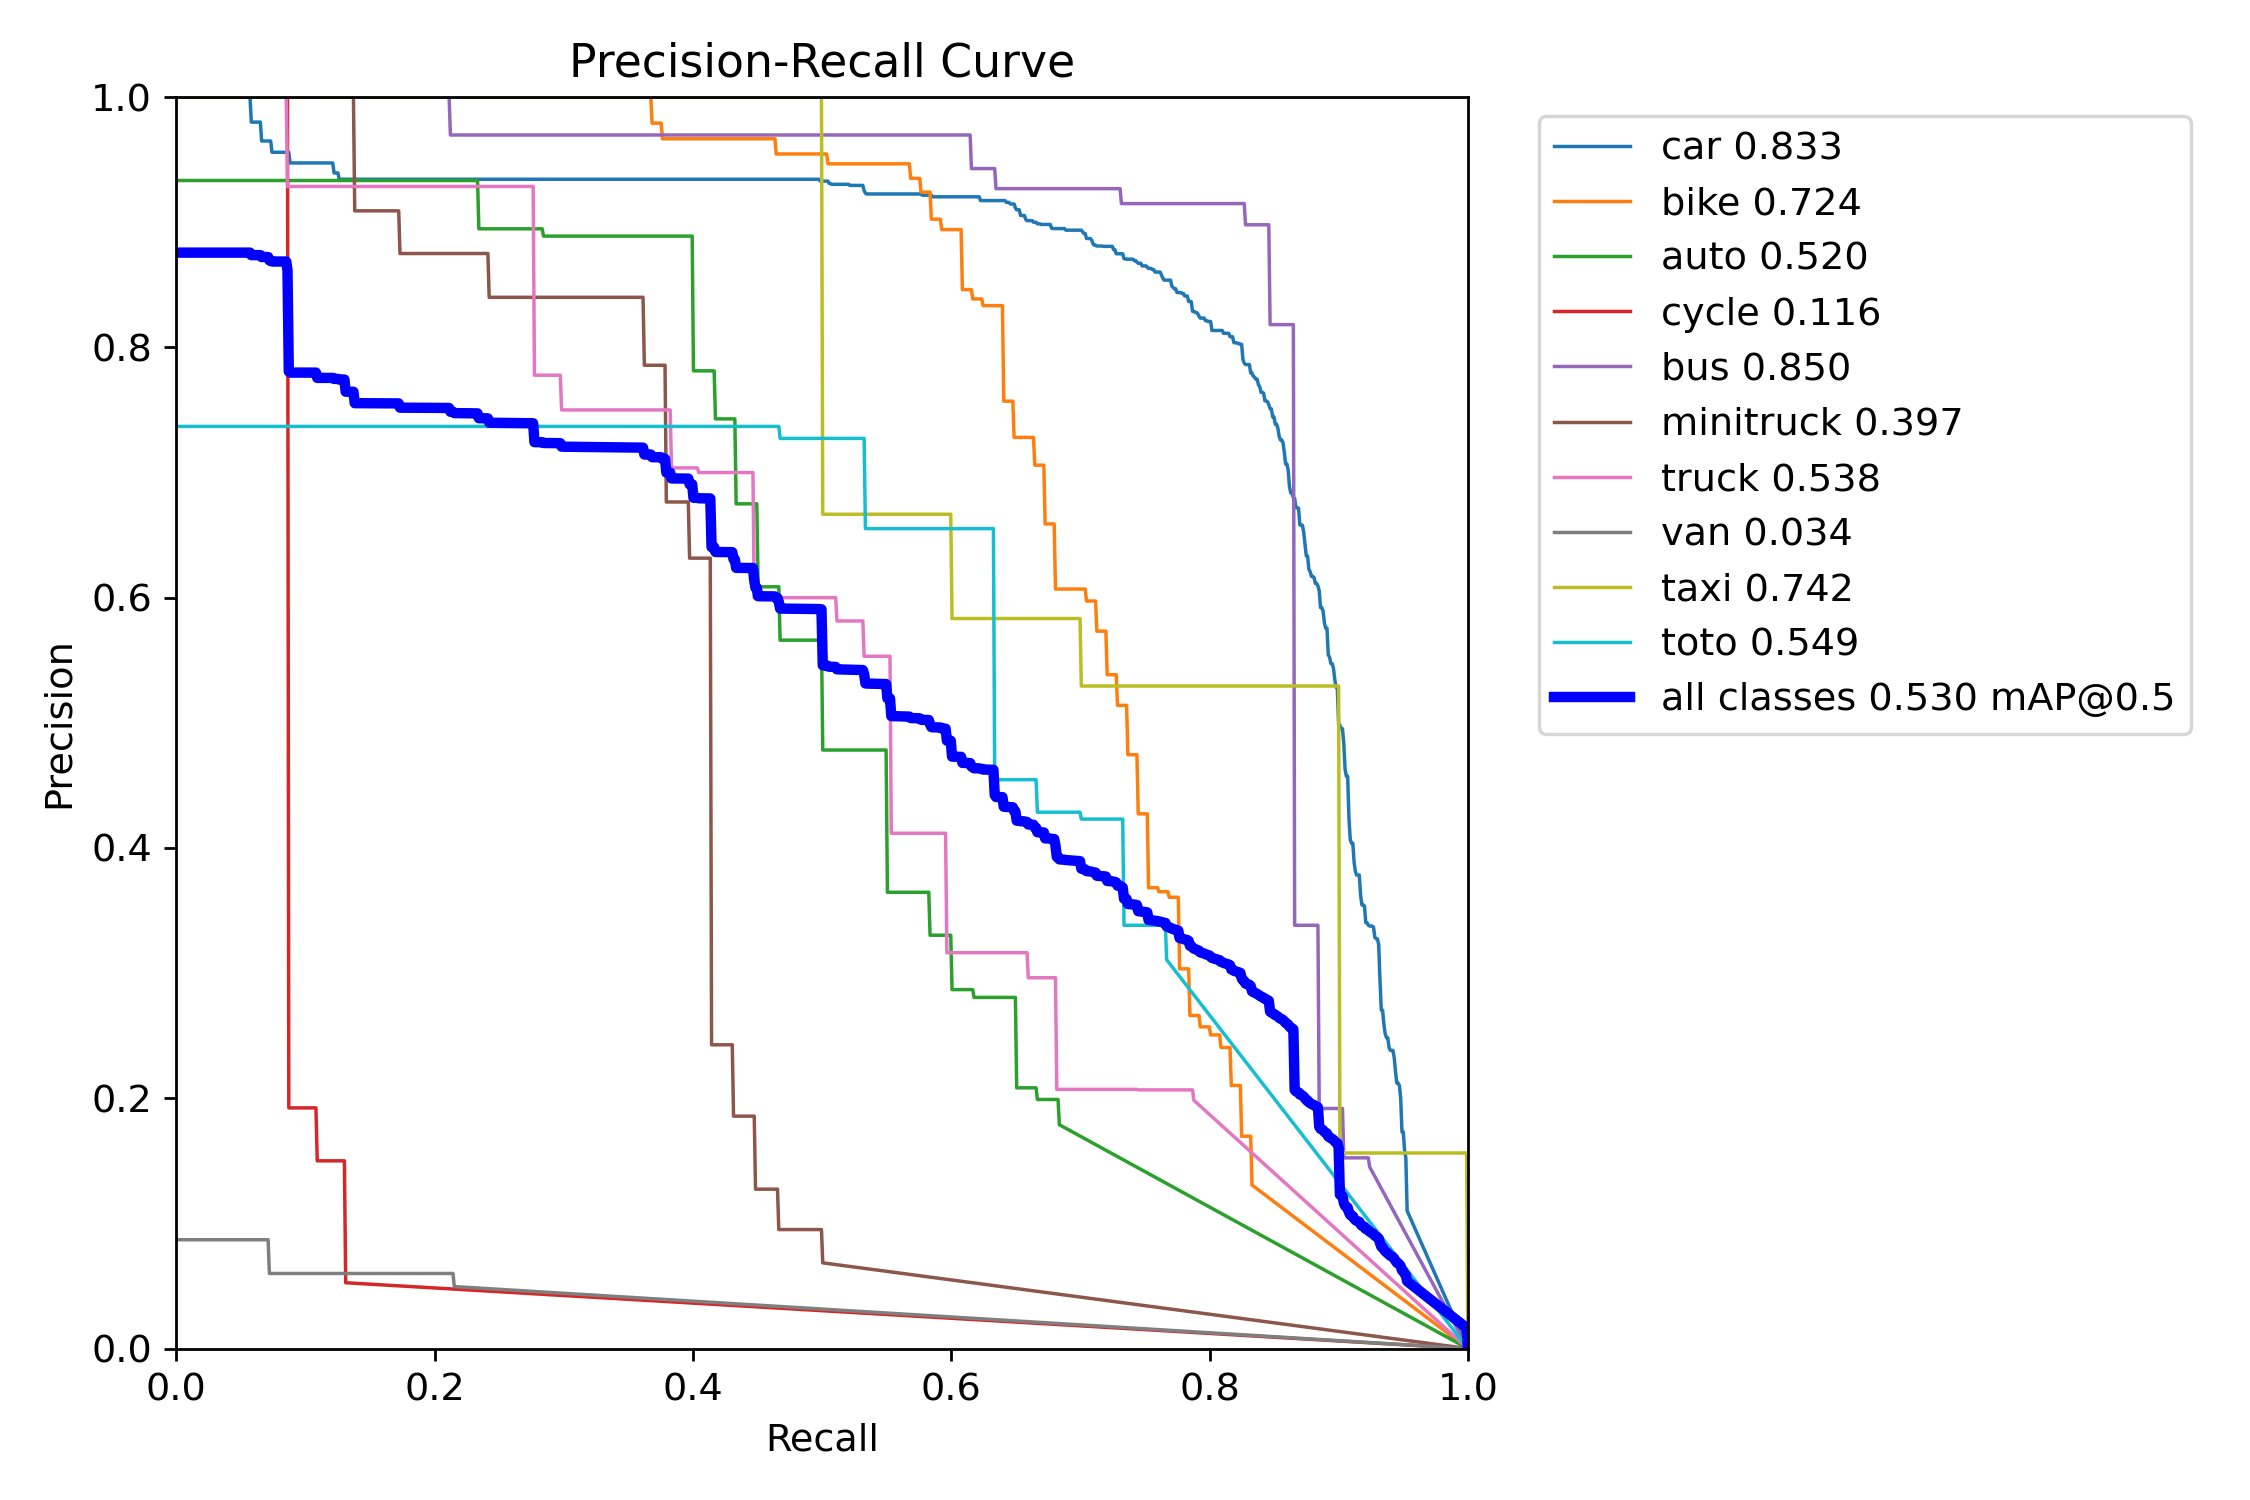 Precision-Recall Curve
1.0
0.8
0.6
0.4
0.2
0.0
Precision
0.0 0.2 0.4 0.6 0.8 1.0
Recall
car 0.833
bike 0.724
auto 0.520
cycle 0.116
bus 0.850
minitruck 0.397
truck 0.538
van 0.034
taxi 0.742
toto 0.549
all classes 0.530 mAP@0.5